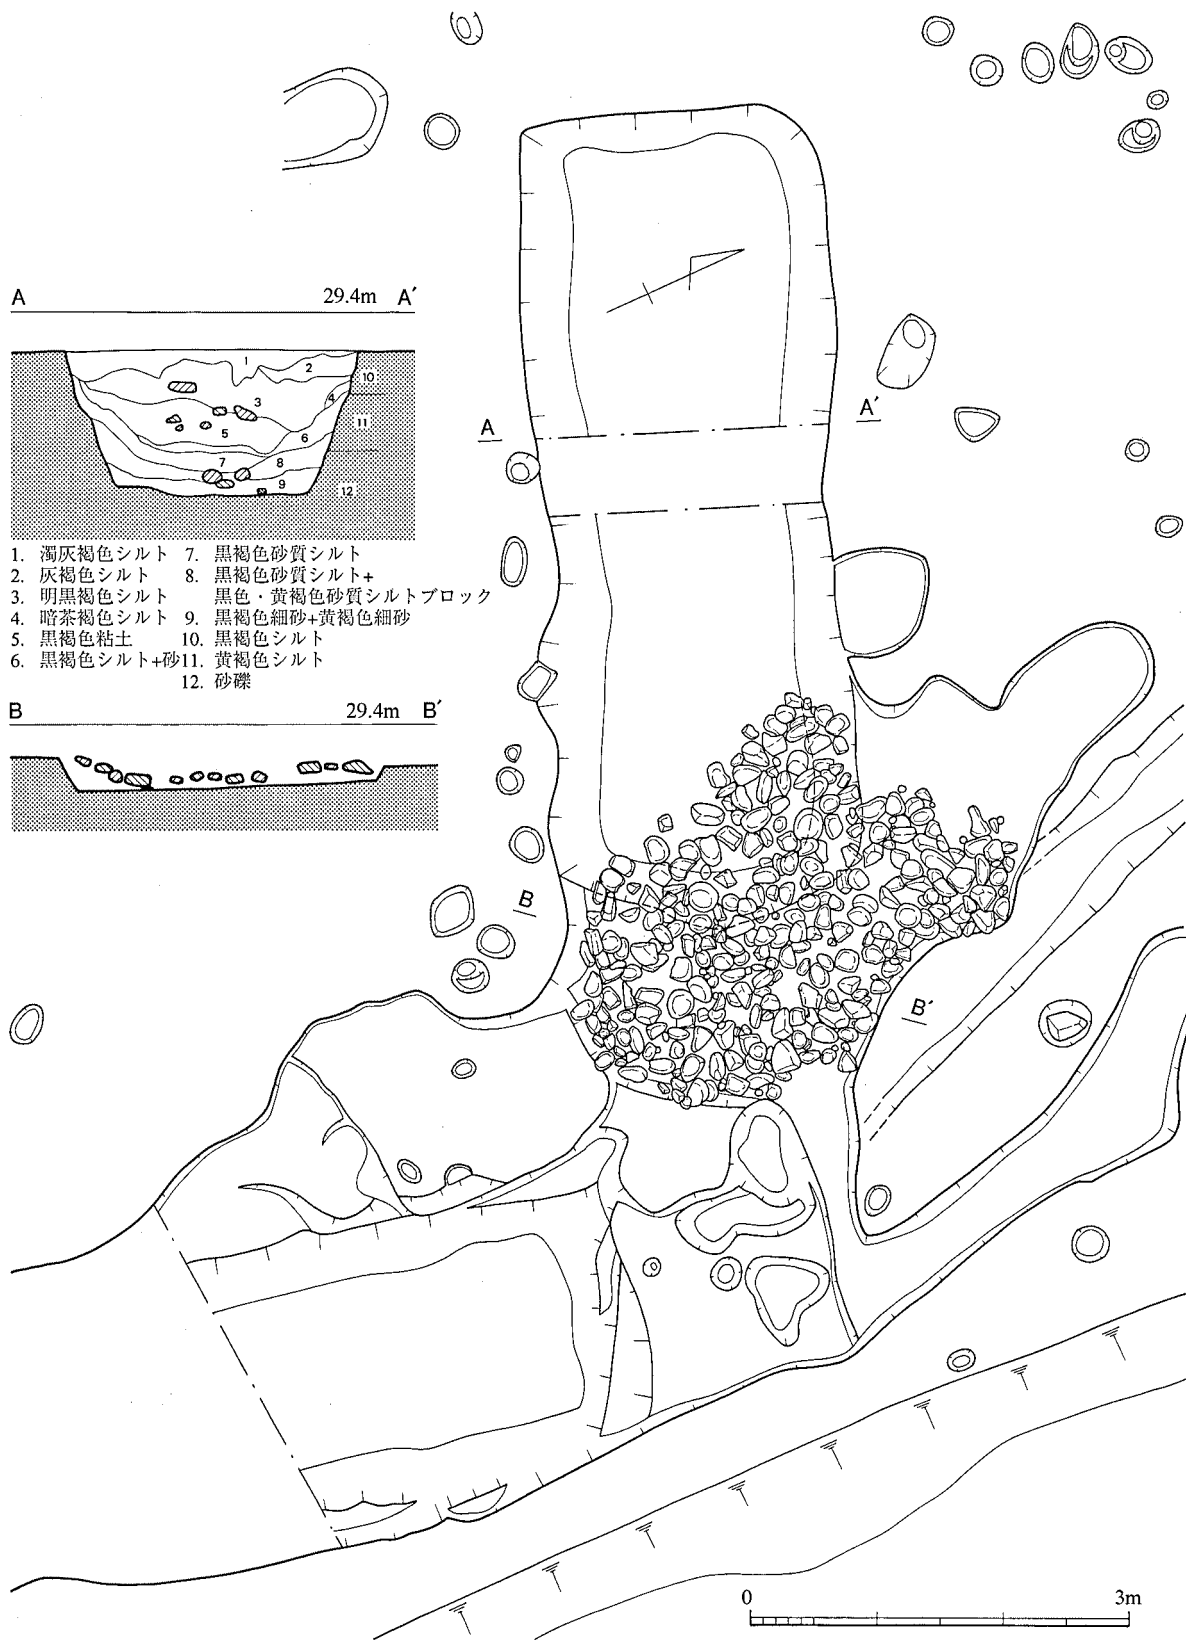 A 29.4m A′
1
2
10
3
4
11
5
6
7
8
9
12
1. 濁灰褐色シルト 7. 黒褐色砂質シルト
2. 灰褐色シルト 8. 黒褐色砂質シルト+
3. 明黒褐色シルト 黒色・黄褐色砂質シルトブロック
4. 暗茶褐色シルト 9. 黒褐色細砂+黄褐色細砂
5. 黒褐色粘土 10. 黒褐色シルト
6. 黒褐色シルト+砂 11. 黄褐色シルト
12. 砂礫
B 29.4m B′
A A′
B
B′
0 3m